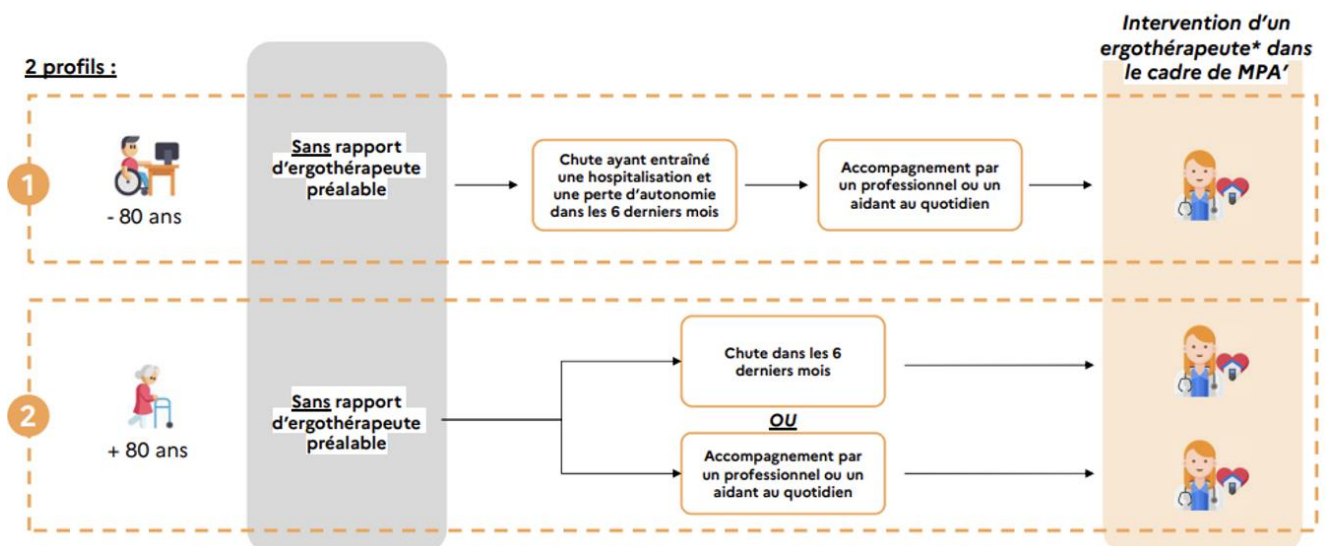 Intervention d'un
ergothérapeute* dans
le cadre de MPA'
2 profils :
1
- 80 ans
Sans rapport
d'ergothérapeute
préalable
Chute ayant entraîné
une hospitalisation et
une perte d'autonomie
dans les 6 derniers mois
Accompagnement par
un professionnel ou un
aidant au quotidien
2
+ 80 ans
Sans rapport
d'ergothérapeute
préalable
Chute dans les 6
derniers mois
OU
Accompagnement par
un professionnel ou un
aidant au quotidien